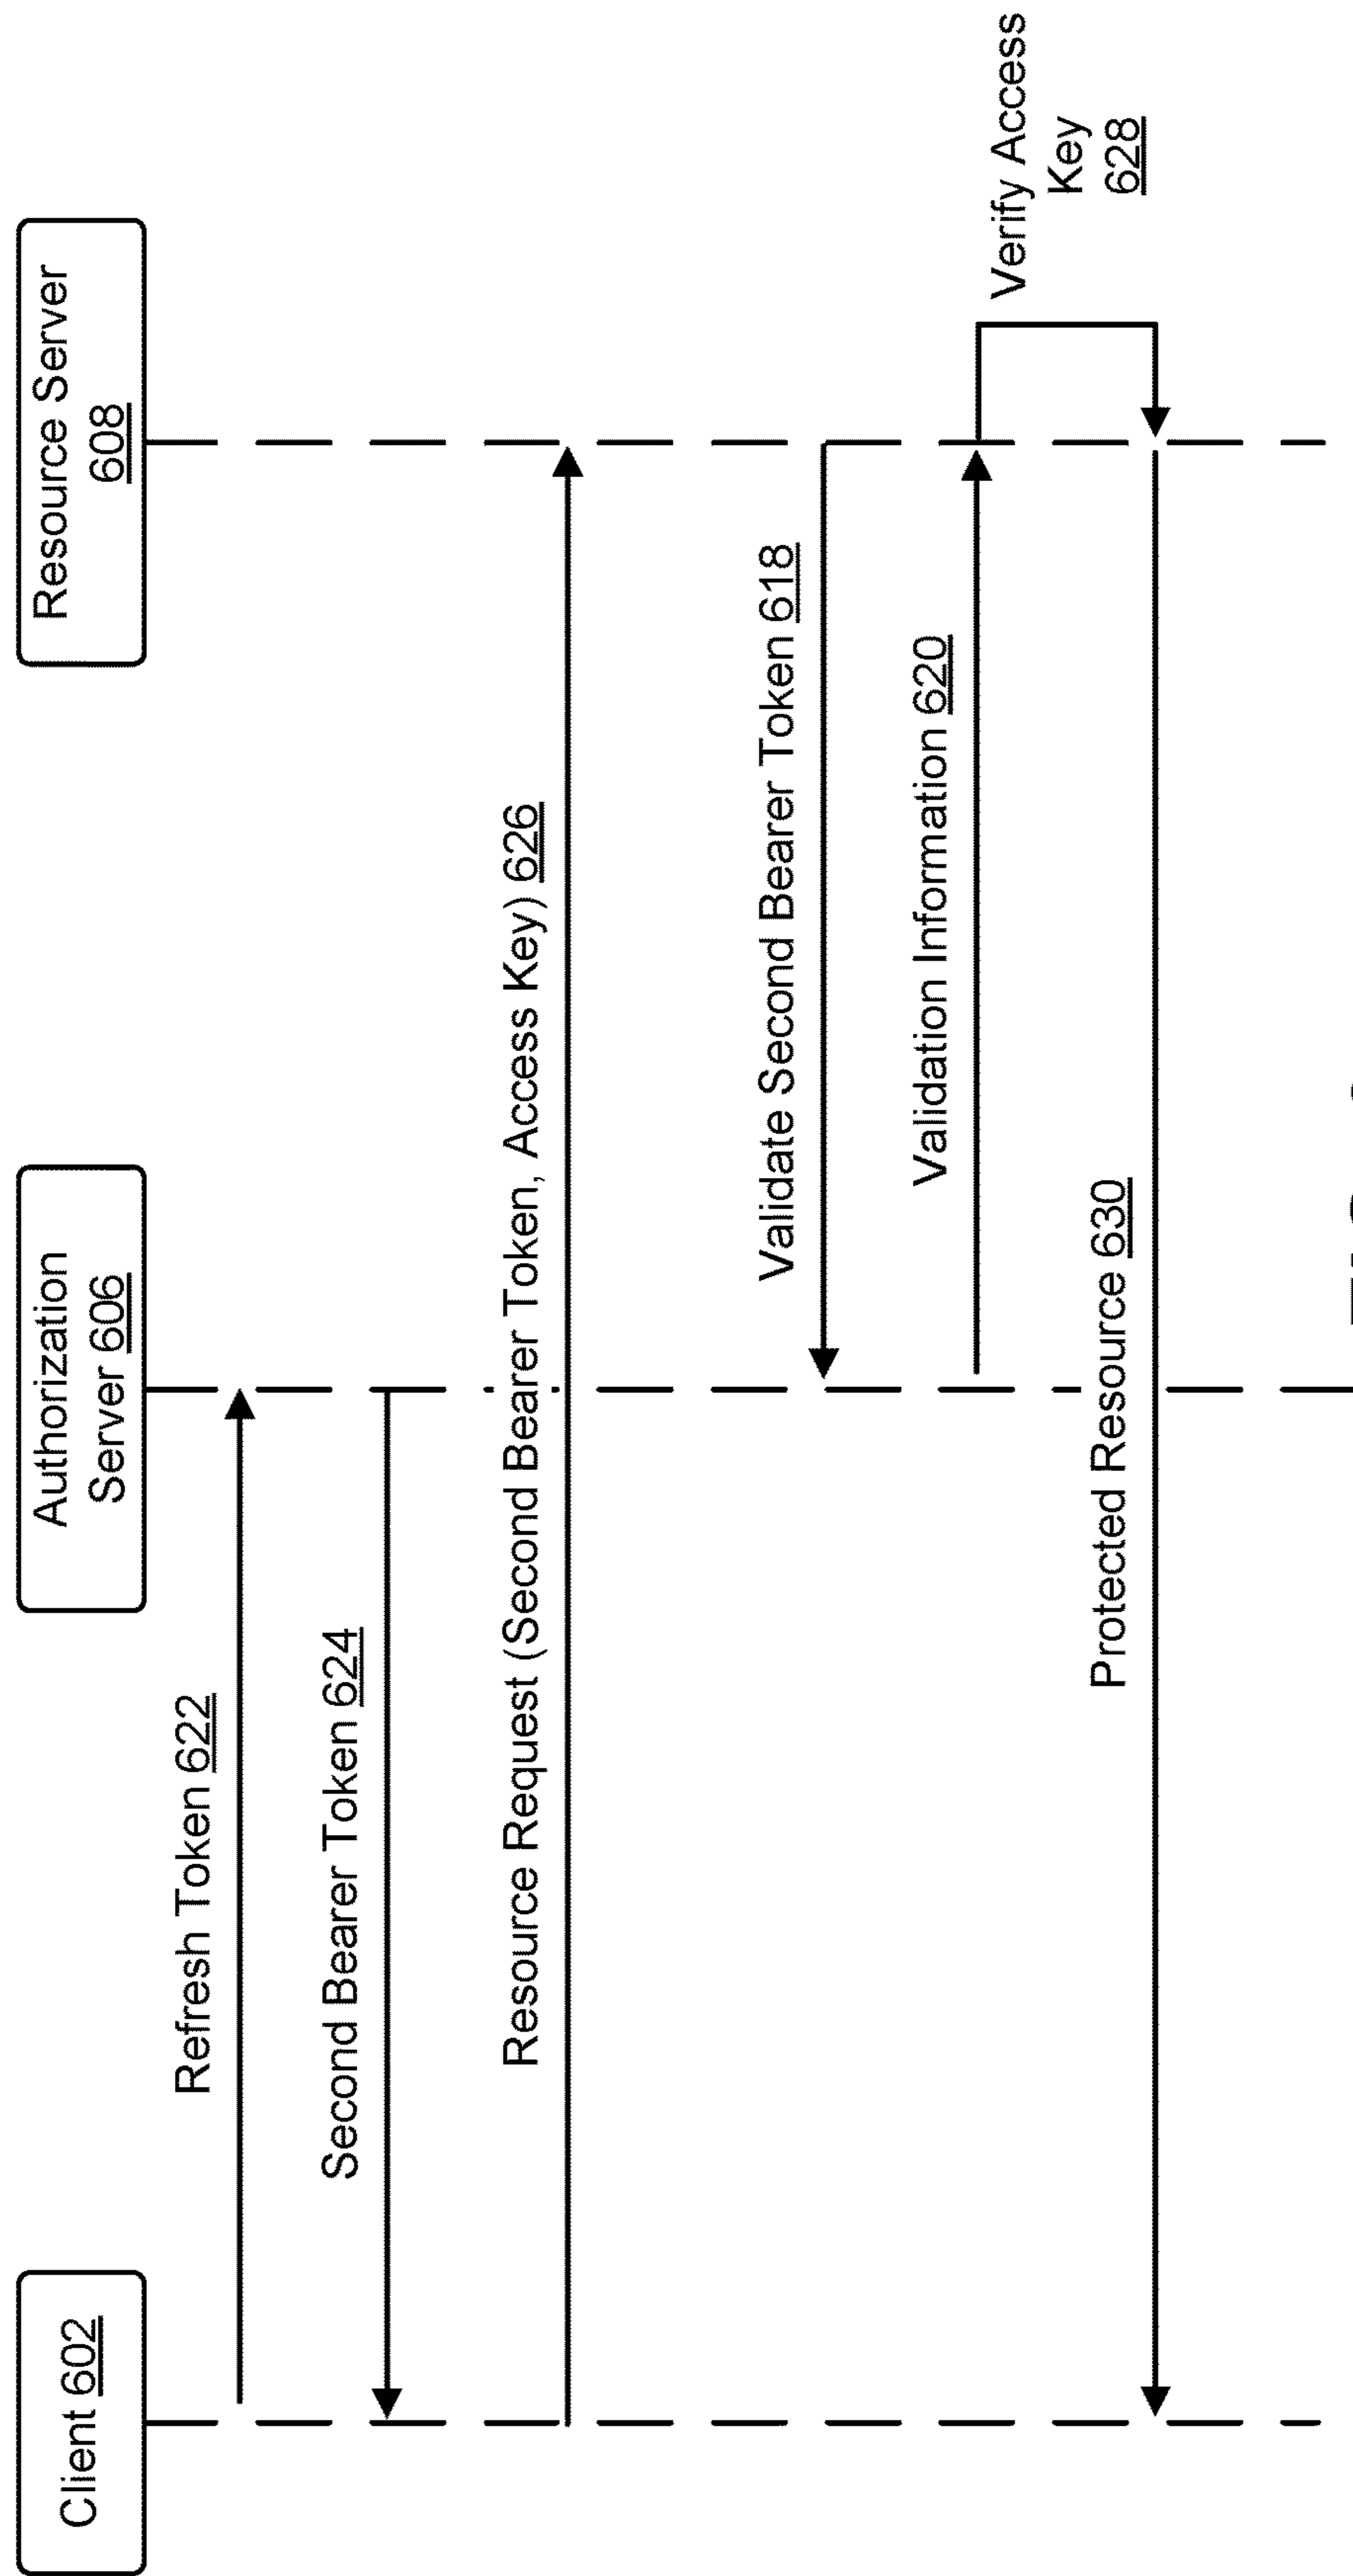 Client 602
Authorization
Server 606
Resource Server
608
Refresh Token 622
Second Bearer Token 624
Resource Request (Second Bearer Token, Access Key) 626
Validate Second Bearer Token 618
Validation Information 620
Verify Access
Key
628
Protected Resource 630